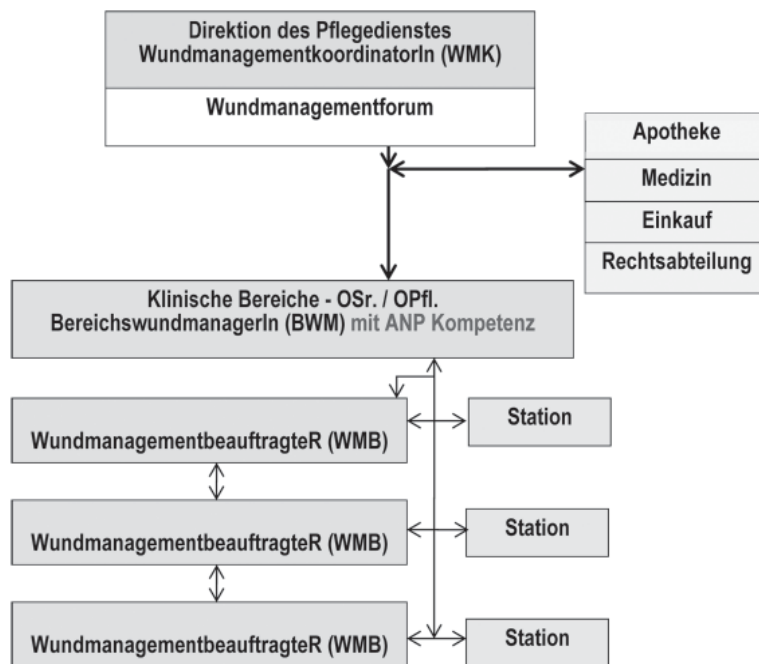 Direktion des Pflegedienstes
WundmanagementkoordinatorIn (WMK)
Wundmanagementforum
Apotheke
Medizin
Einkauf
Rechtsabteilung
Klinische Bereiche - OSr. / OPfl.
BereichswundmanagerIn (BWM) mit ANP Kompetenz
WundmanagementbeauftragteR (WMB)
Station
WundmanagementbeauftragteR (WMB)
Station
WundmanagementbeauftragteR (WMB)
Station